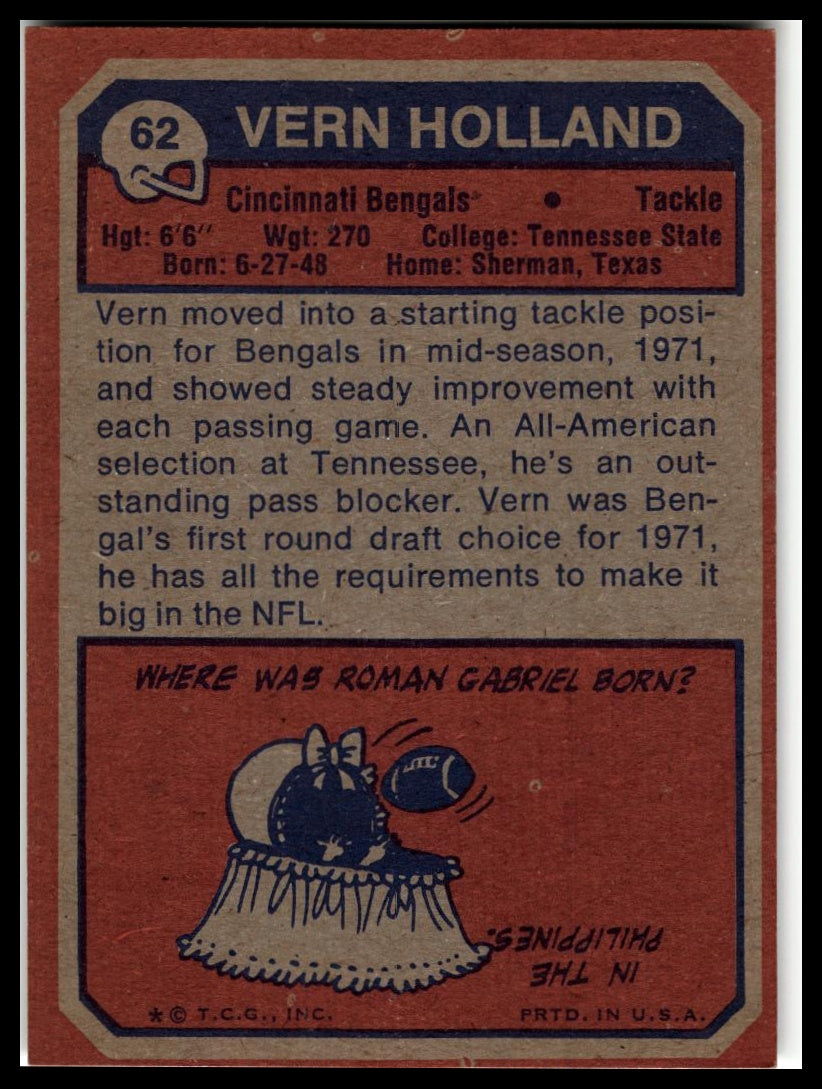 62
VERN HOLLAND
Cincinnati Bengals • Tackle
Hgt: 6'6" Wgt: 270 College: Tennessee State
Born: 6-27-48 Home: Sherman, Texas
Vern moved into a starting tackle posi-
tion for Bengals in mid-season, 1971,
and showed steady improvement with
each passing game. An All-American
selection at Tennessee, he's an out-
standing pass blocker. Vern was Ben-
gal's first round draft choice for 1971,
he has all the requirements to make it
big in the NFL.
WHERE WAS ROMAN GABRIEL BORN?
IN THE
PHILIPPINES.
* © T.C.G., INC. PRTD. IN U.S.A.